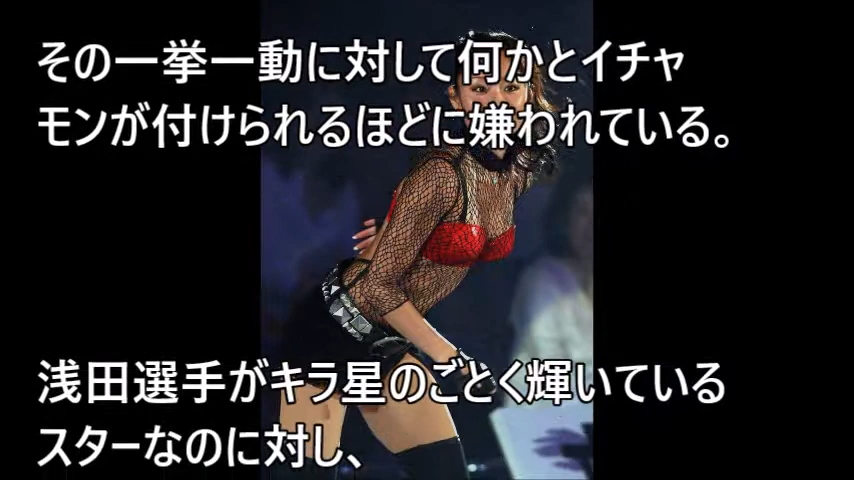 その一挙一動に対して何かとイチャ
モンが付けられるほどに嫌われている。
浅田選手がキラ星のごとく輝いている
スターなのに対し、